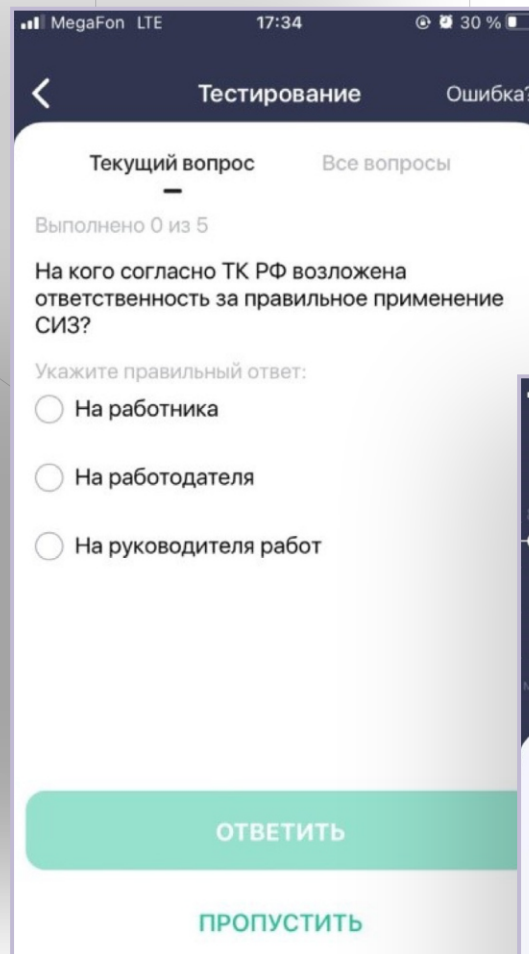 MegaFon LTE 17:34 30 %
Тестирование Ошибка?
Текущий вопрос Все вопросы
Выполнено 0 из 5
На кого согласно ТК РФ возложена
ответственность за правильное применение
СИЗ?
Укажите правильный ответ:
На работника
На работодателя
На руководителя работ
ОТВЕТИТЬ
ПРОПУСТИТЬ